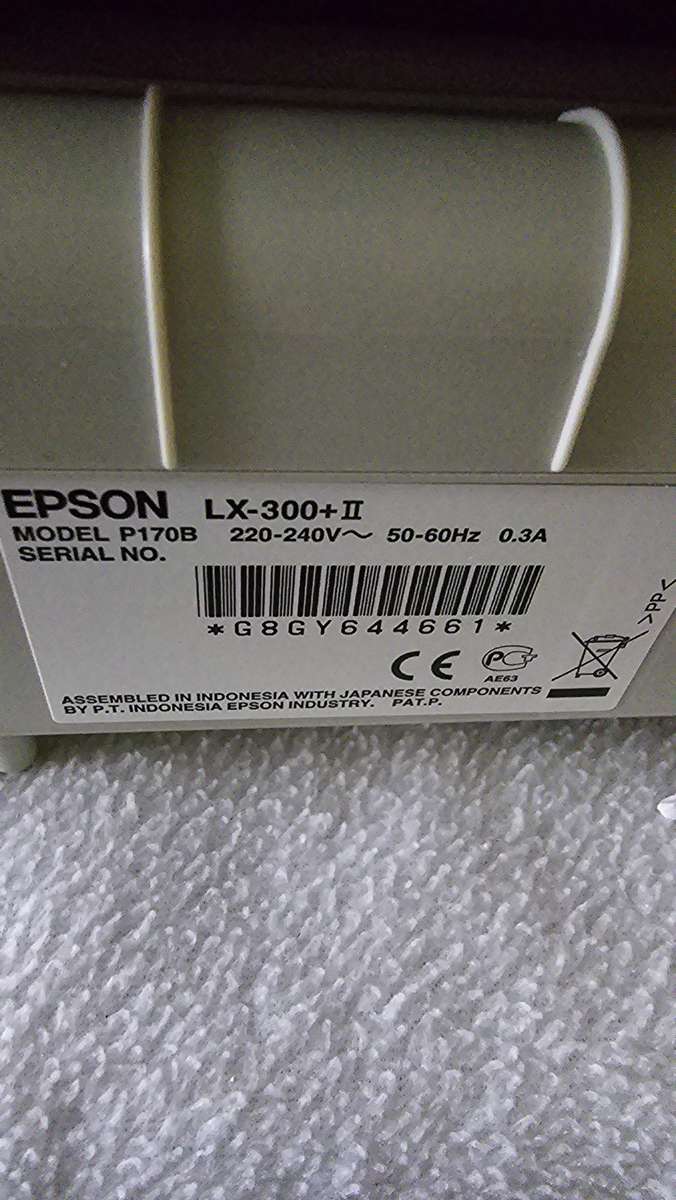 EPSON LX-300+II
MODEL P170B 220-240V～ 50-60Hz 0.3A
SERIAL NO.
*G8GY644661*
CE PG
AE63
>PP<
ASSEMBLED IN INDONESIA WITH JAPANESE COMPONENTS
BY P.T. INDONESIA EPSON INDUSTRY. PAT.P.